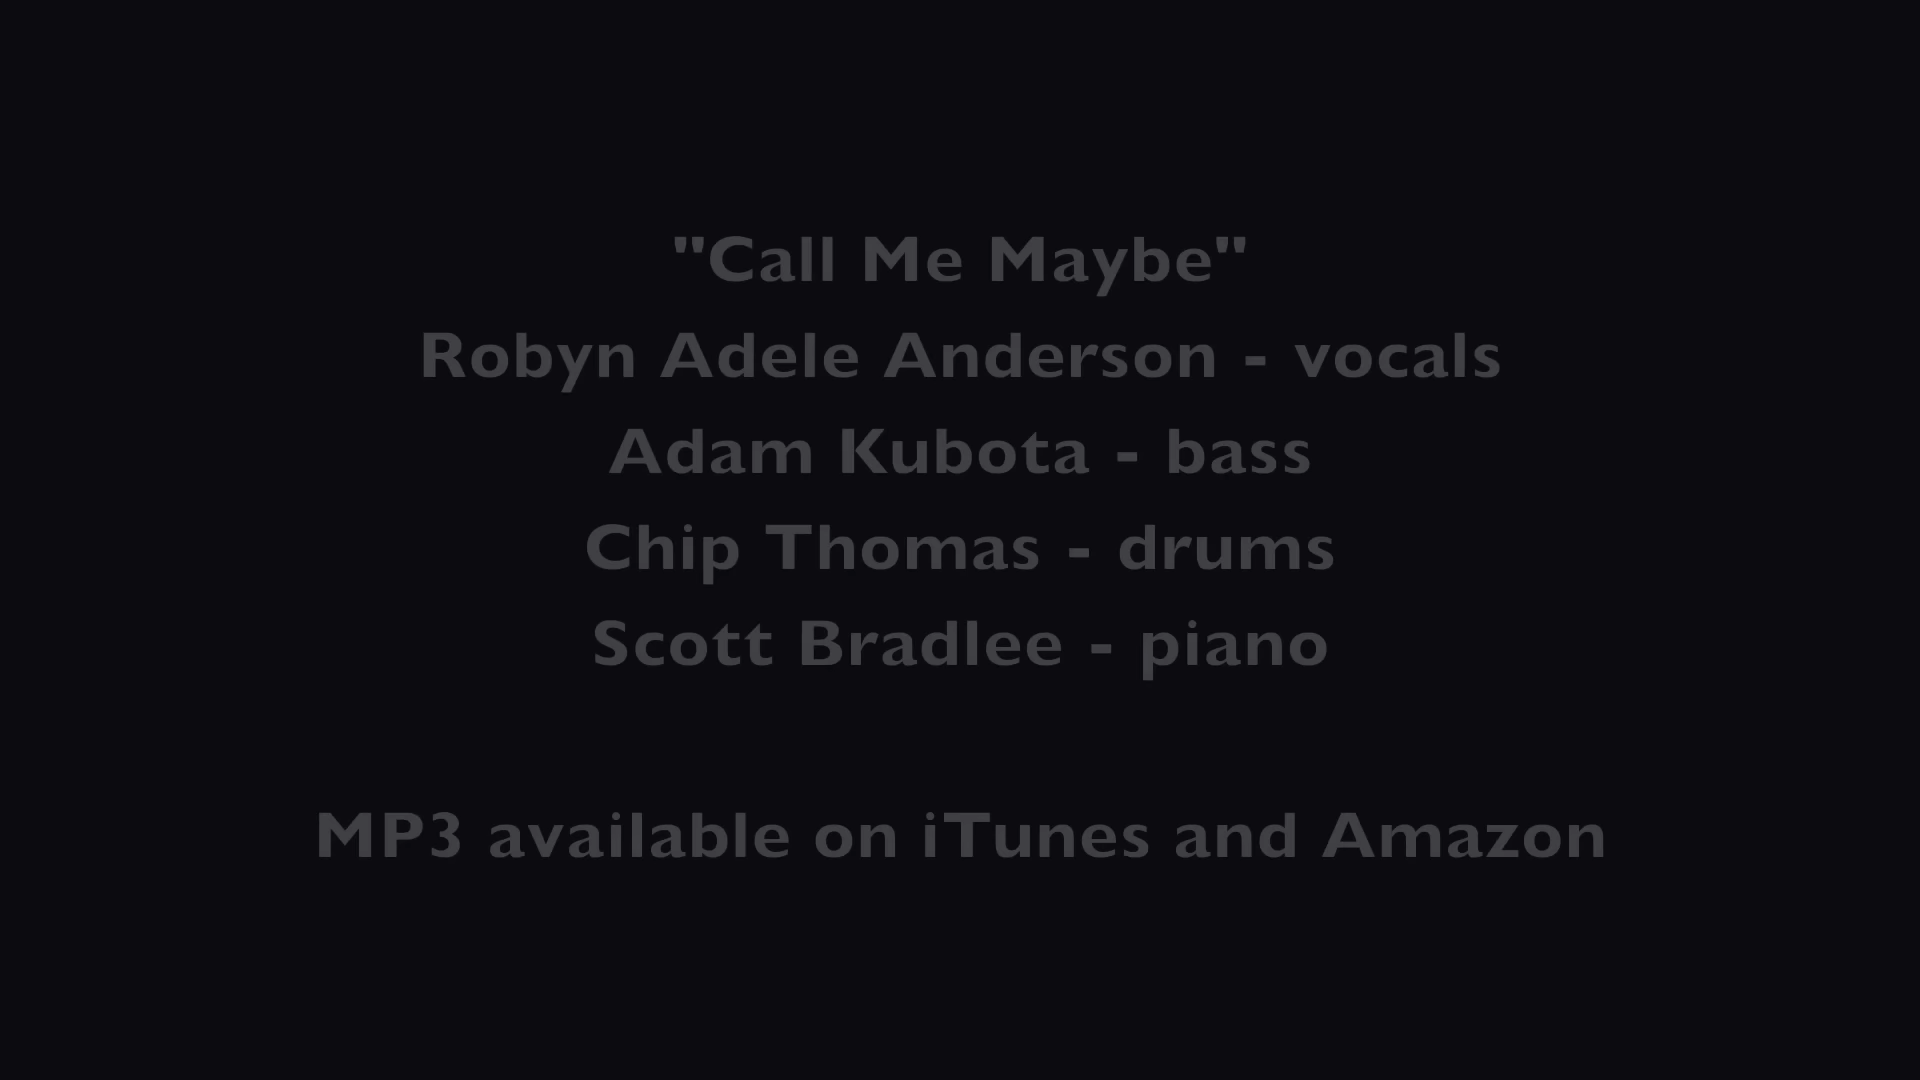 "Call Me Maybe"
Robyn Adele Anderson - vocals
Adam Kubota - bass
Chip Thomas - drums
Scott Bradlee - piano
MP3 available on iTunes and Amazon